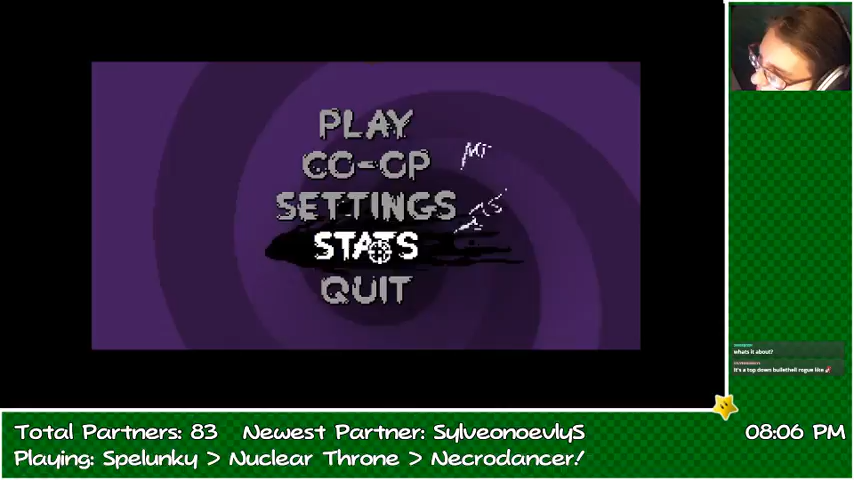 PLAY
CO-OP
SETTINGS
STATS
QUIT
whats it about?
It's a top down bullethell rogue like
Total Partners: 83 Newest Partner: SylveonoevlyS
08:06 PM
Playing: Spelunky > Nuclear Throne > Necrodancer!